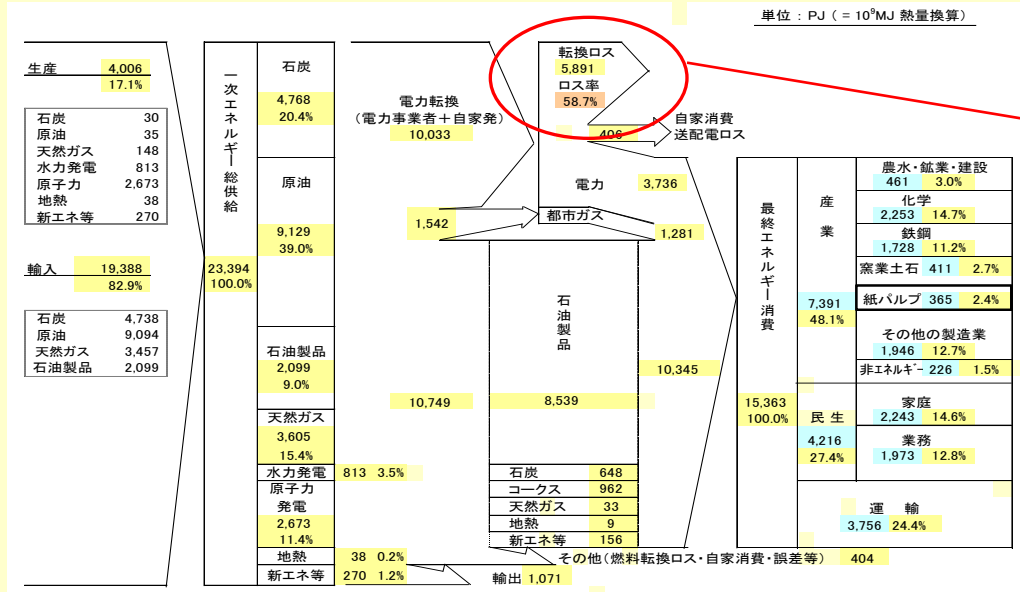 単位 : PJ ( = 10⁹MJ 熱量換算)
生産 4,006
17.1%
石炭 30
原油 35
天然ガス 148
水力発電 813
原子力 2,673
地熱 38
新エネ等 270
輸入 19,388
82.9%
石炭 4,738
原油 9,094
天然ガス 3,457
石油製品 2,099
一次エネルギー総供給
23,394
100.0%
石炭
4,768
20.4%
原油
9,129
39.0%
石油製品
2,099
9.0%
天然ガス
3,605
15.4%
水力発電 813 3.5%
原子力
発電
2,673
11.4%
地熱 38 0.2%
新エネ等 270 1.2%
電力転換
(電力事業者+自家発)
10,033
転換ロス
5,891
ロス率
58.7%
406
自家消費
送配電ロス
電力 3,736
1,542
都市ガス
1,281
石油製品
10,345
10,749
8,539
石炭 648
コークス 962
天然ガス 33
地熱 9
新エネ等 156
その他(燃料転換ロス・自家消費・誤差等) 404
輸出 1,071
最終エネルギー消費
15,363
100.0%
産業
7,391
48.1%
農水・鉱業・建設
461 3.0%
化学
2,253 14.7%
鉄鋼
1,728 11.2%
窯業土石 411 2.7%
紙パルプ 365 2.4%
その他の製造業
1,946 12.7%
非エネルギー 226 1.5%
民生
4,216
27.4%
家庭
2,243 14.6%
業務
1,973 12.8%
運輸
3,756 24.4%